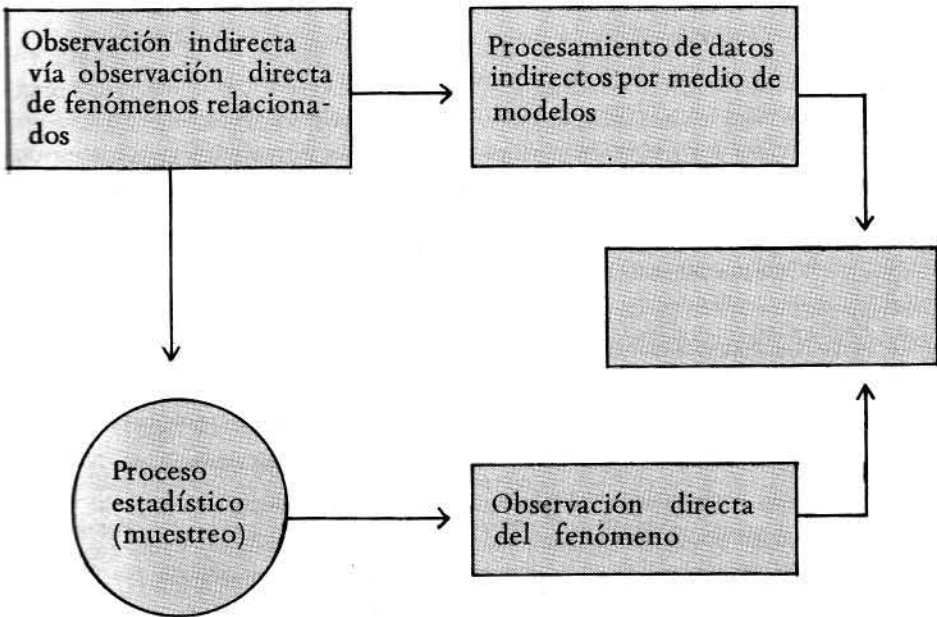 Observación indirecta
vía observación directa
de fenómenos relaciona-
dos
Procesamiento de datos
indirectos por medio de
modelos
Proceso
estadístico
(muestreo)
Observación directa
del fenómeno